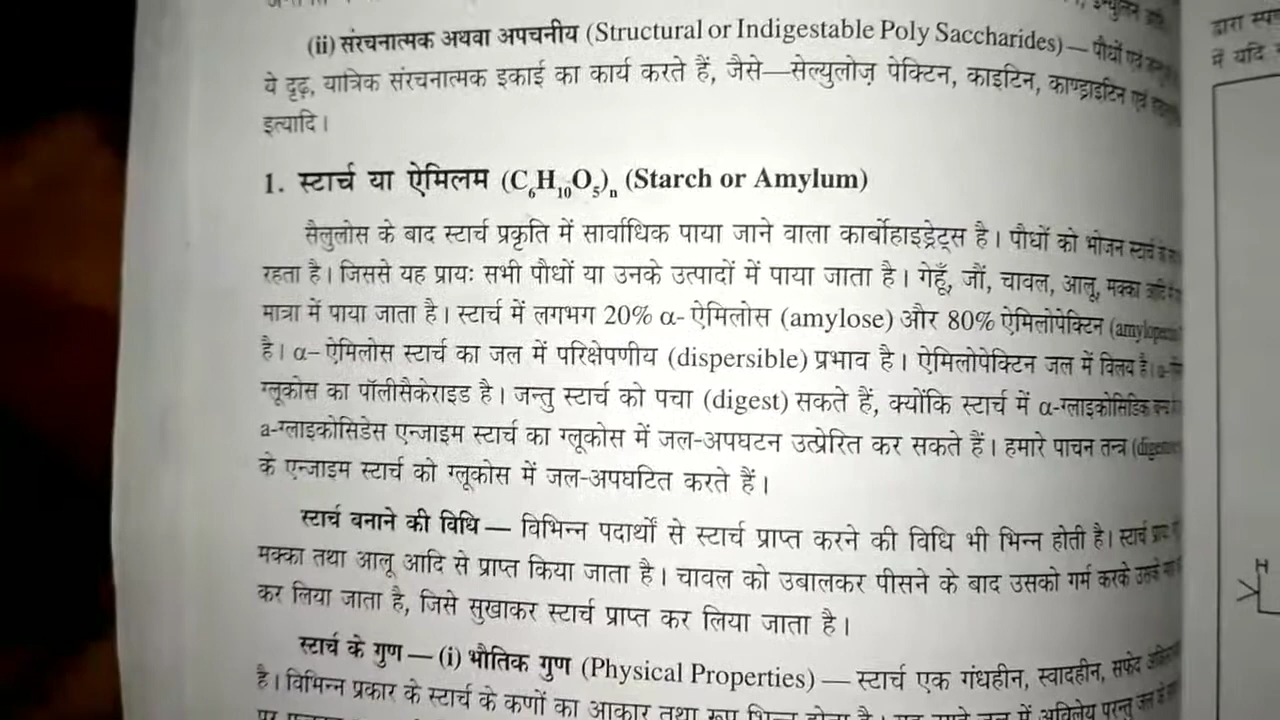 (ii) संरचनात्मक अथवा अपचनीय (Structural or Indigestable Poly Saccharides) — पौधों एवं
ये दृढ़, यात्रिक संरचनात्मक इकाई का कार्य करते हैं, जैसे—सेल्युलोज़ पेक्टिन, काइटिन, काण्ड्राइटिन एवं
इत्यादि।
1. स्टार्च या ऐमिलम (C₆H₁₀O₅)ₙ (Starch or Amylum)
सैलुलोस के बाद स्टार्च प्रकृति में सार्वाधिक पाया जाने वाला कार्बोहाइड्रेट्स है। पौधों को भोजन स्टार्च
रहता है। जिससे यह प्रायः सभी पौधों या उनके उत्पादों में पाया जाता है। गेहूँ, जौं, चावल, आलू, मक्का आदि
मात्रा में पाया जाता है। स्टार्च में लगभग 20% α- ऐमिलोस (amylose) और 80% ऐमिलोपेक्टिन
है। α– ऐमिलोस स्टार्च का जल में परिक्षेपणीय (dispersible) प्रभाव है। ऐमिलोपेक्टिन जल में विलय है।
ग्लूकोस का पॉलीसैकेराइड है। जन्तु स्टार्च को पचा (digest) सकते हैं, क्योंकि स्टार्च में α-ग्लाइकोसिडिक
a-ग्लाइकोसिडेस एन्जाइम स्टार्च का ग्लूकोस में जल-अपघटन उत्प्रेरित कर सकते हैं। हमारे पाचन तन्त्र
के एन्जाइम स्टार्च को ग्लूकोस में जल-अपघटित करते हैं।
स्टार्च बनाने की विधि — विभिन्न पदार्थों से स्टार्च प्राप्त करने की विधि भी भिन्न होती है। स्टार्च
मक्का तथा आलू आदि से प्राप्त किया जाता है। चावल को उबालकर पीसने के बाद उसको गर्म करके
कर लिया जाता है, जिसे सुखाकर स्टार्च प्राप्त कर लिया जाता है।
स्टार्च के गुण — (i) भौतिक गुण (Physical Properties) — स्टार्च एक गंधहीन, स्वादहीन, सफेद
है। विभिन्न प्रकार के स्टार्च के कणों का आकार तथा रूप भिन्न होता है।
द्वारा
में यदि
H